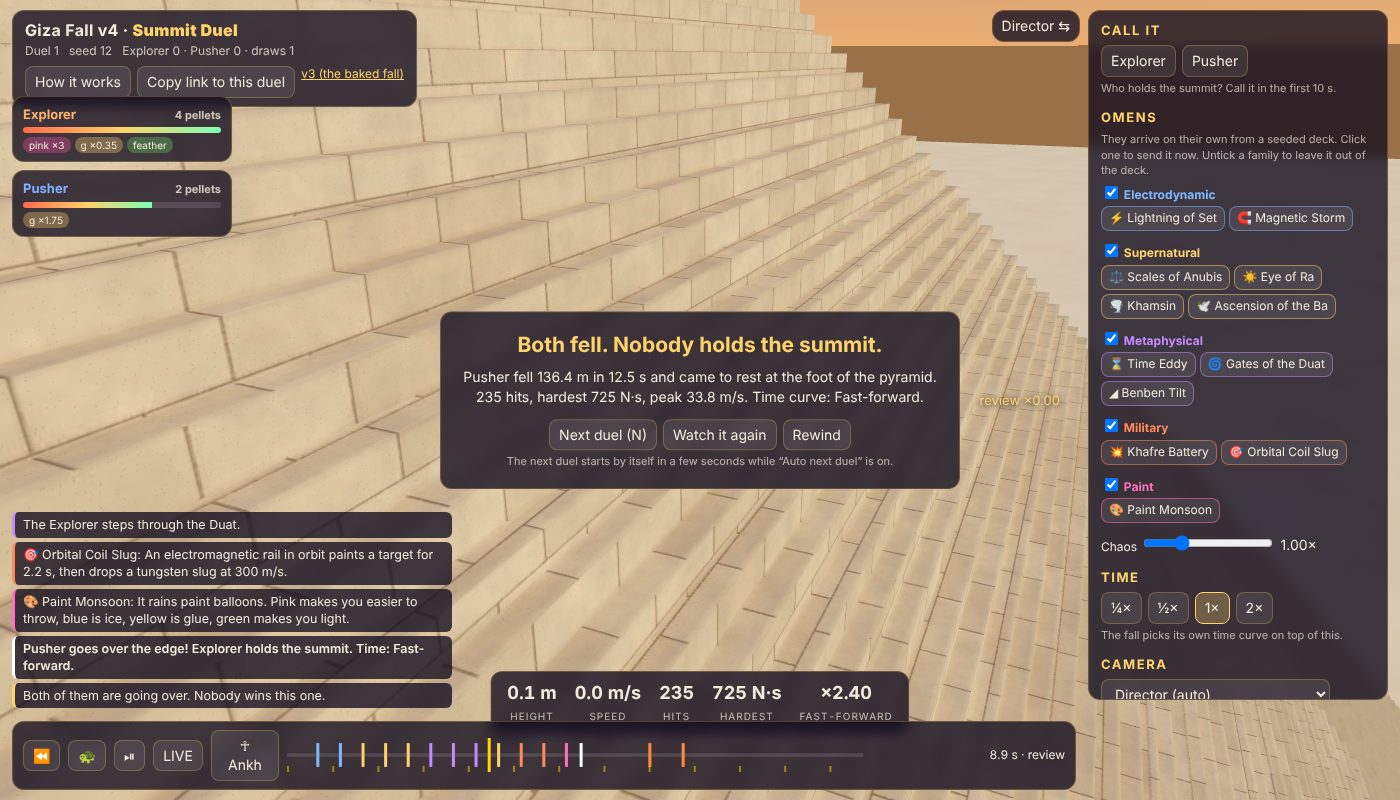 Giza Fall v4 · Summit Duel
Duel 1 seed 12 Explorer 0 · Pusher 0 · draws 1
How it works
Copy link to this duel
v3 (the baked fall)
Explorer
4 pellets
pink ×3
g ×0.35
feather
Pusher
2 pellets
g ×1.75
Director ⇆
CALL IT
Explorer
Pusher
Who holds the summit? Call it in the first 10 s.
OMENS
They arrive on their own from a seeded deck. Click
one to send it now. Untick a family to leave it out of
the deck.
Electrodynamic
⚡ Lightning of Set
🧲 Magnetic Storm
Supernatural
⚖️ Scales of Anubis
☀️ Eye of Ra
🌪️ Khamsin
🕊️ Ascension of the Ba
Metaphysical
⏳ Time Eddy
🌀 Gates of the Duat
◢ Benben Tilt
Military
💥 Khafre Battery
🎯 Orbital Coil Slug
Paint
🎨 Paint Monsoon
Chaos
1.00×
TIME
¼×
½×
1×
2×
The fall picks its own time curve on top of this.
CAMERA
Director (auto)
Both fell. Nobody holds the summit.
Pusher fell 136.4 m in 12.5 s and came to rest at the foot of the pyramid.
235 hits, hardest 725 N·s, peak 33.8 m/s. Time curve: Fast-forward.
Next duel (N)
Watch it again
Rewind
The next duel starts by itself in a few seconds while “Auto next duel” is on.
review ×0.00
The Explorer steps through the Duat.
🎯 Orbital Coil Slug: An electromagnetic rail in orbit paints a target for
2.2 s, then drops a tungsten slug at 300 m/s.
🎨 Paint Monsoon: It rains paint balloons. Pink makes you easier to
throw, blue is ice, yellow is glue, green makes you light.
Pusher goes over the edge! Explorer holds the summit. Time: Fast-
forward.
Both of them are going over. Nobody wins this one.
0.1 m
0.0 m/s
235
725 N·s
×2.40
HEIGHT
SPEED
HITS
HARDEST
FAST-FORWARD
⏪
🐢
⏯
LIVE
☥
Ankh
8.9 s · review